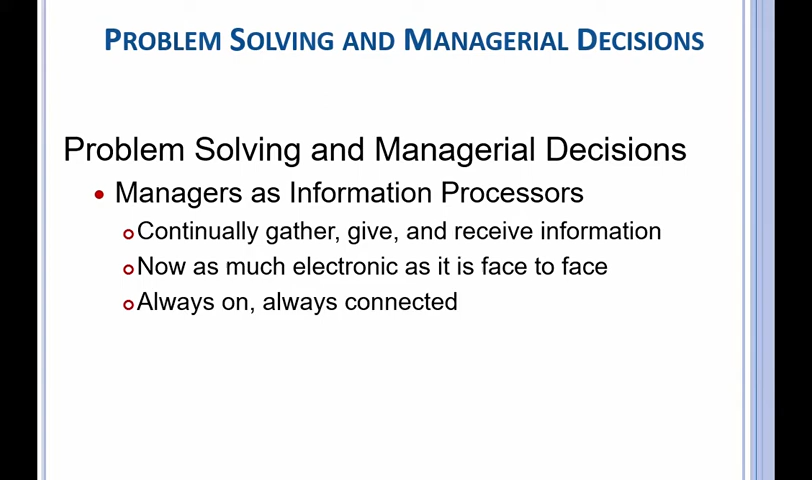 PROBLEM SOLVING AND MANAGERIAL DECISIONS
Problem Solving and Managerial Decisions
• Managers as Information Processors
Continually gather, give, and receive information
Now as much electronic as it is face to face
Always on, always connected